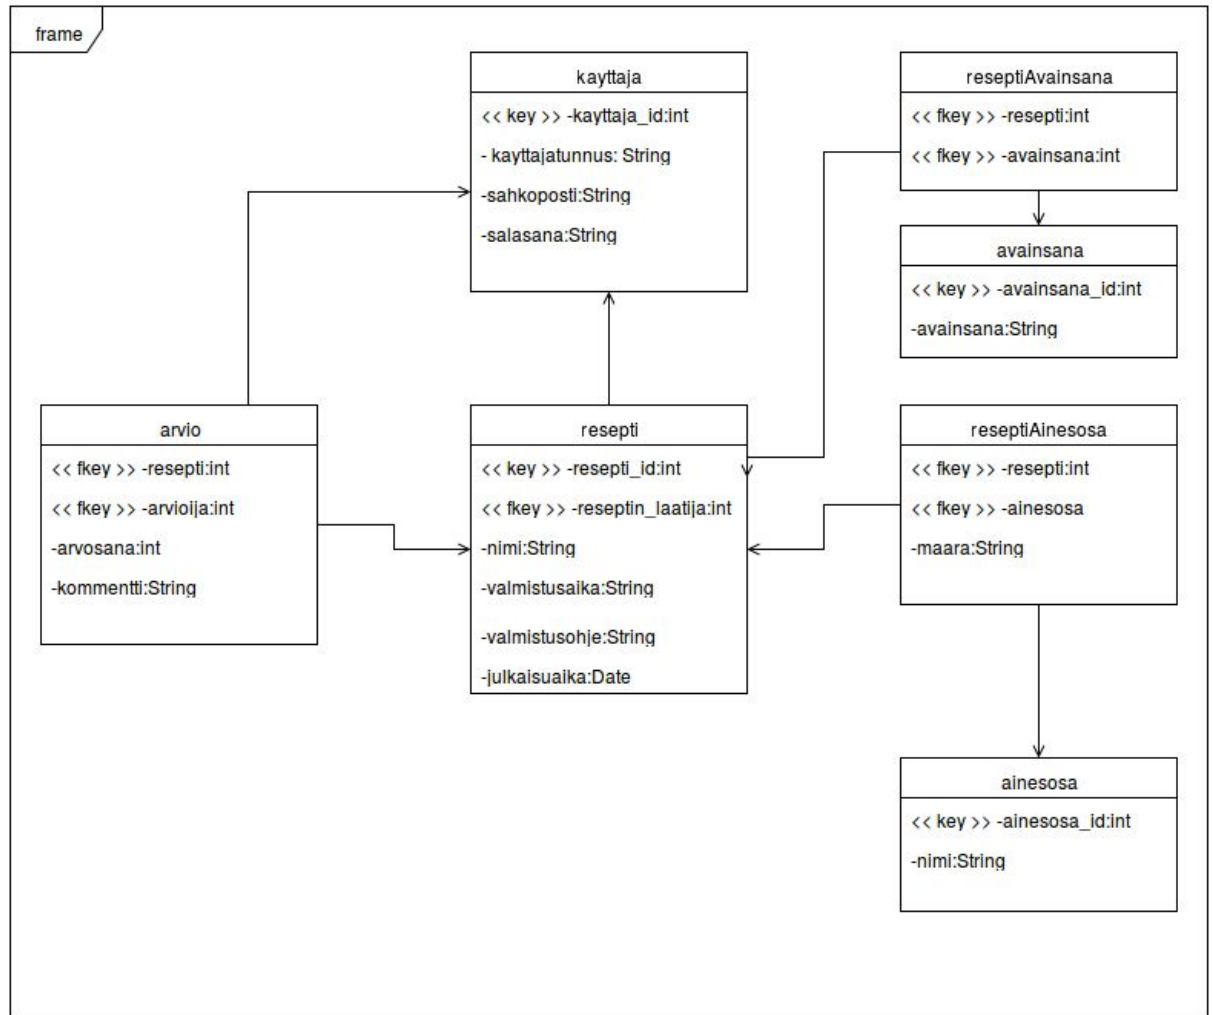 frame
kayttaja
<< key >> -kayttaja_id:int
- kayttajatunnus: String
-sahkoposti:String
-salasana:String
reseptiAvainsana
<< fkey >> -resepti:int
<< fkey >> -avainsana:int
avainsana
<< key >> -avainsana_id:int
-avainsana:String
arvio
<< fkey >> -resepti:int
<< fkey >> -arvioija:int
-arvosana:int
-kommentti:String
resepti
<< key >> -resepti_id:int
<< fkey >> -reseptin_laatija:int
-nimi:String
-valmistusaika:String
-valmistusohje:String
-julkaisuaika:Date
reseptiAinesosa
<< fkey >> -resepti:int
<< fkey >> -ainesosa
-maara:String
ainesosa
<< key >> -ainesosa_id:int
-nimi:String